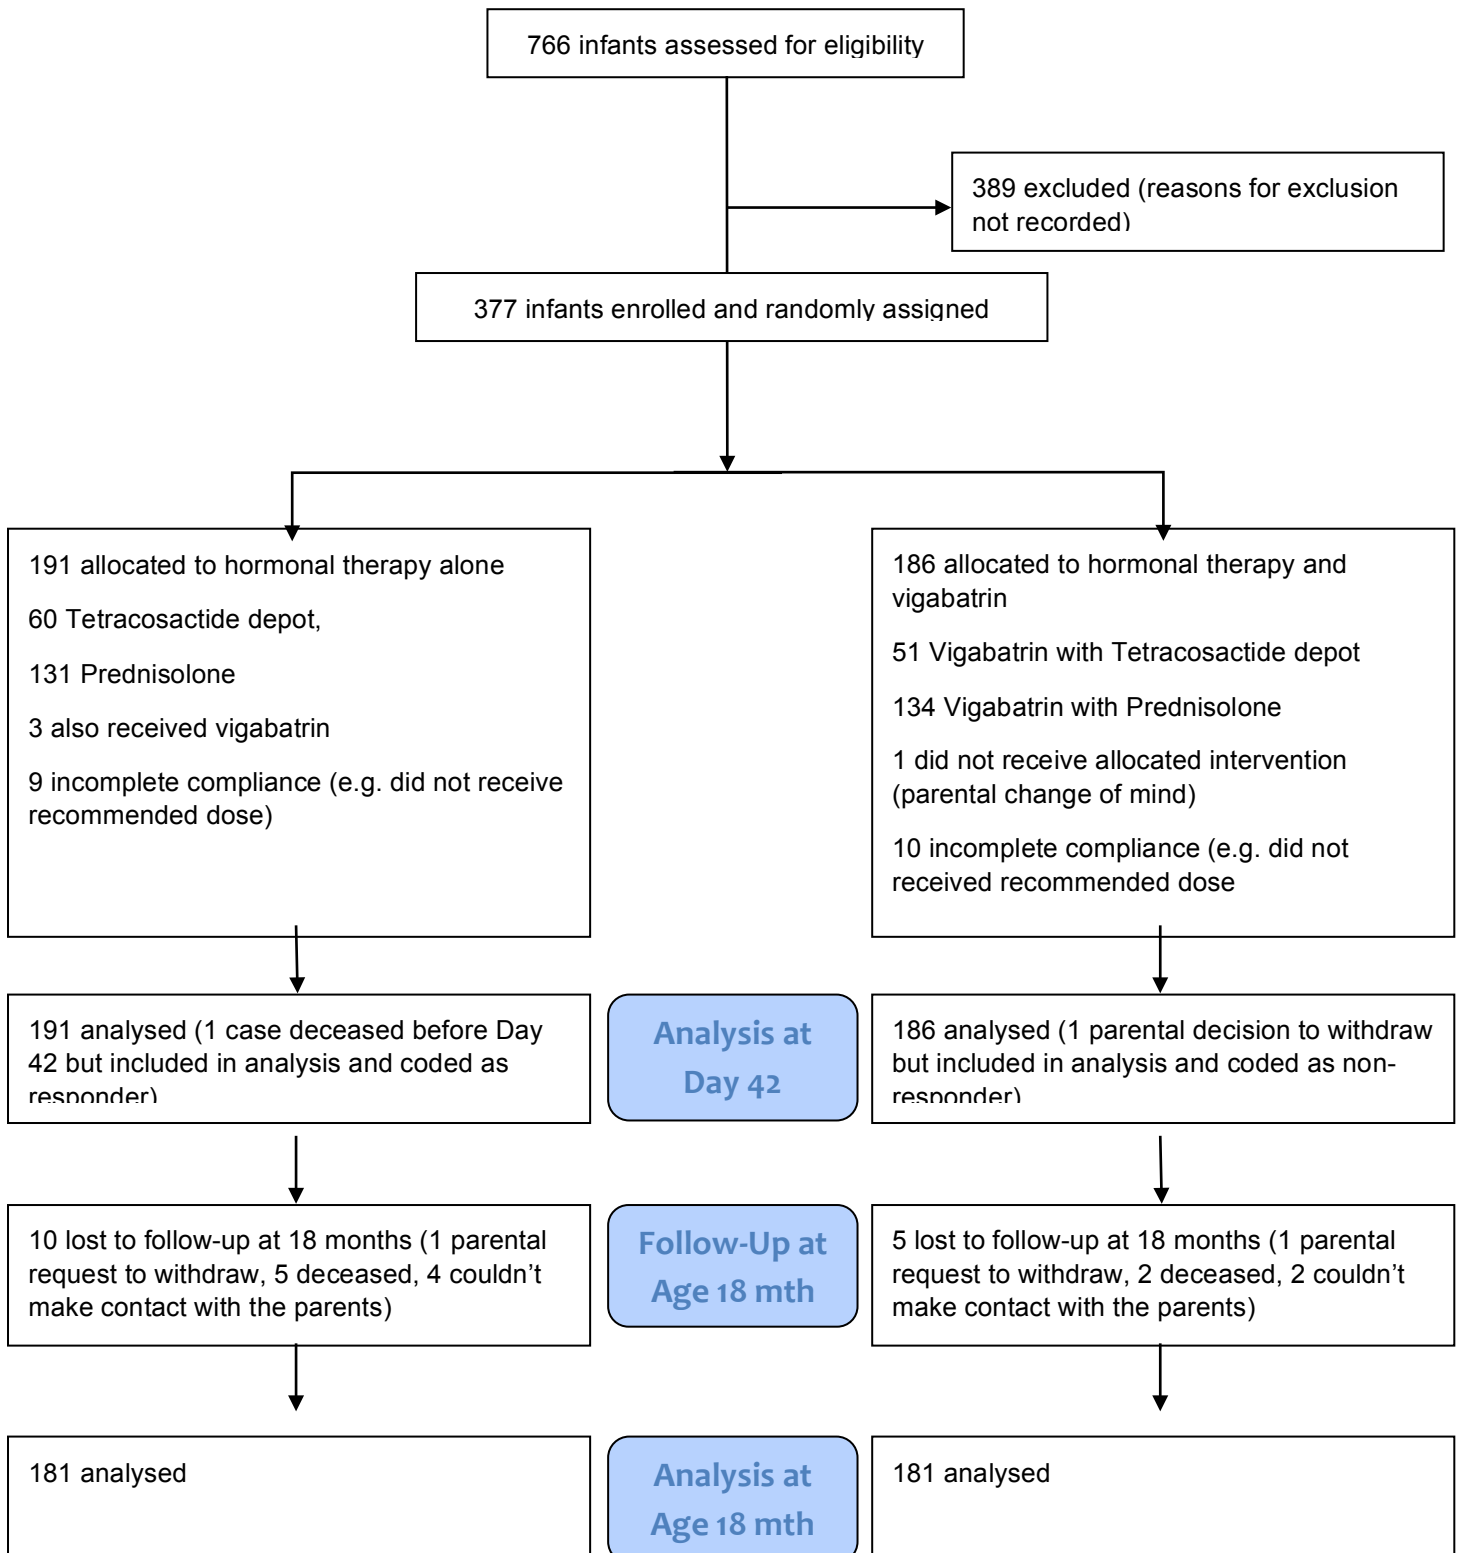 766 infants assessed for eligibility
389 excluded (reasons for exclusion
not recorded)
377 infants enrolled and randomly assigned
191 allocated to hormonal therapy alone
60 Tetracosactide depot,
131 Prednisolone
3 also received vigabatrin
9 incomplete compliance (e.g. did not receive
recommended dose)
186 allocated to hormonal therapy and
vigabatrin
51 Vigabatrin with Tetracosactide depot
134 Vigabatrin with Prednisolone
1 did not receive allocated intervention
(parental change of mind)
10 incomplete compliance (e.g. did not
received recommended dose
191 analysed (1 case deceased before Day
42 but included in analysis and coded as
responder)
Analysis at
Day 42
186 analysed (1 parental decision to withdraw
but included in analysis and coded as non-
responder)
10 lost to follow-up at 18 months (1 parental
request to withdraw, 5 deceased, 4 couldn’t
make contact with the parents)
Follow-Up at
Age 18 mth
5 lost to follow-up at 18 months (1 parental
request to withdraw, 2 deceased, 2 couldn’t
make contact with the parents)
181 analysed
Analysis at
Age 18 mth
181 analysed